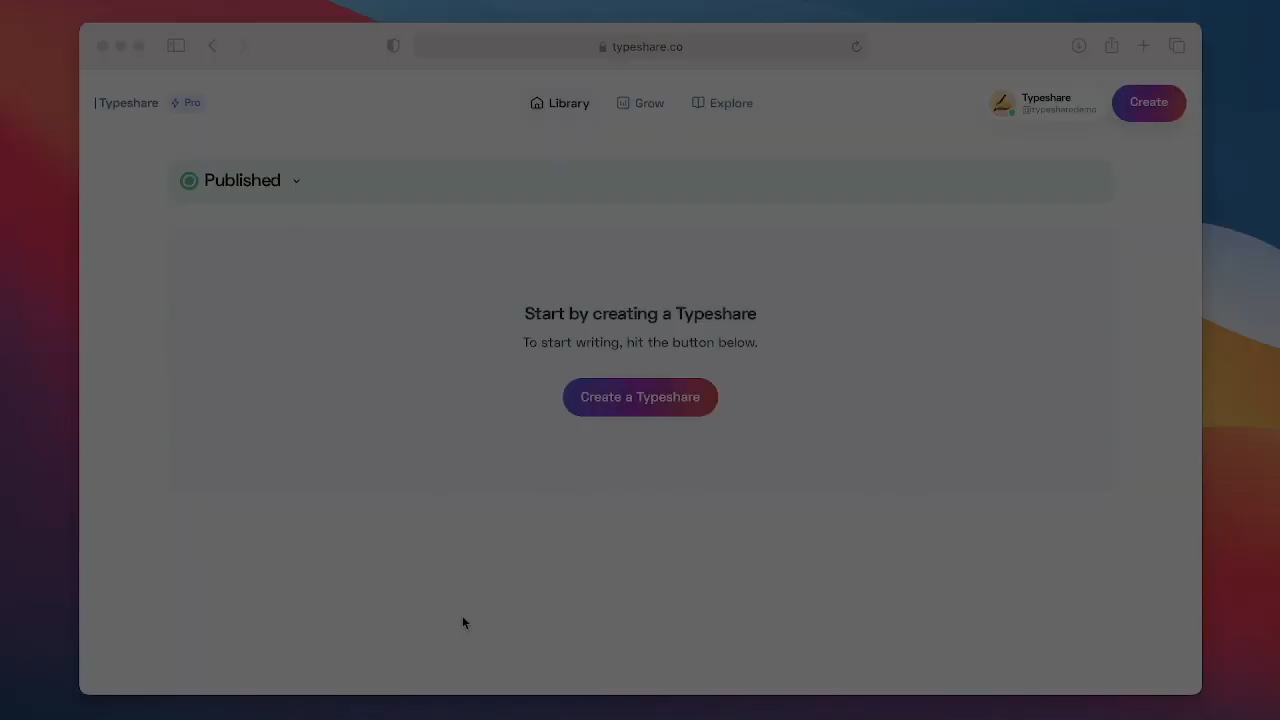 typeshare.co
Typeshare Pro
Library
Grow
Explore
Typeshare
@typesharedemo
Create
Published
Start by creating a Typeshare
To start writing, hit the button below.
Create a Typeshare